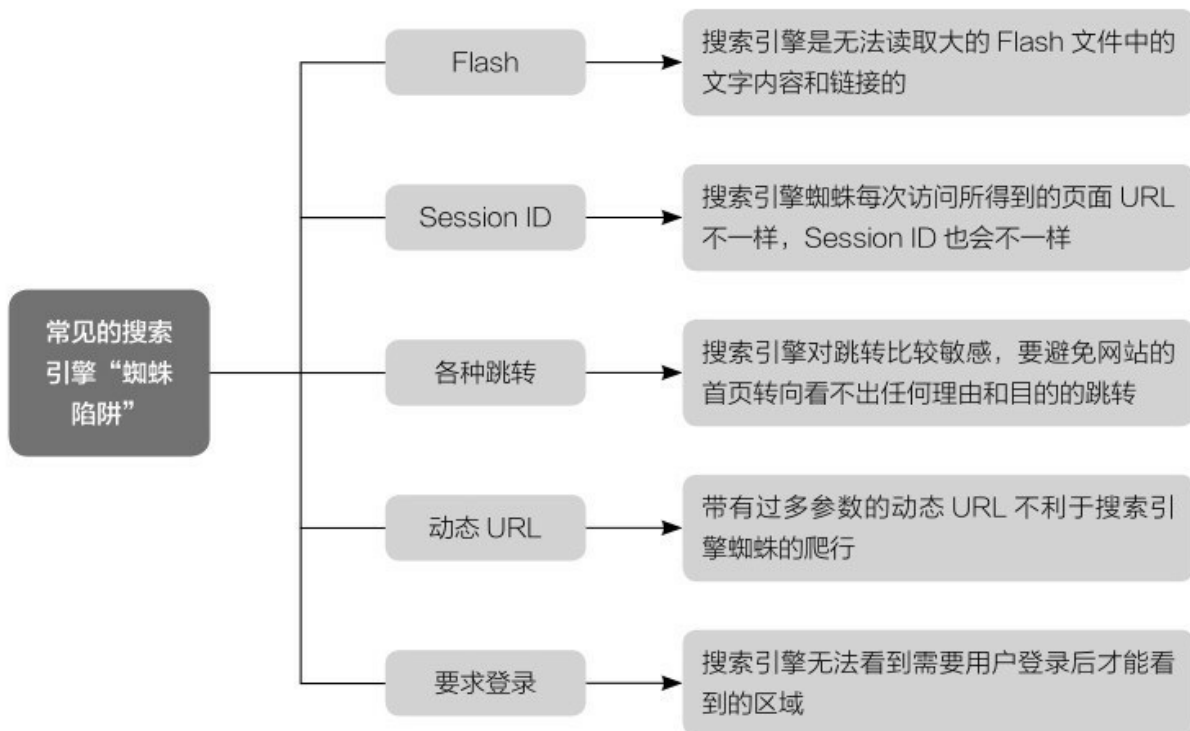 Flash
搜索引擎是无法读取大的 Flash 文件中的
文字内容和链接的
Session ID
搜索引擎蜘蛛每次访问所得到的页面 URL
不一样，Session ID 也会不一样
常见的搜索
引擎“蜘蛛
陷阱”
各种跳转
搜索引擎对跳转比较敏感，要避免网站的
首页转向看不出任何理由和目的的跳转
动态 URL
带有过多参数的动态 URL 不利于搜索引
擎蜘蛛的爬行
要求登录
搜索引擎无法看到需要用户登录后才能看
到的区域